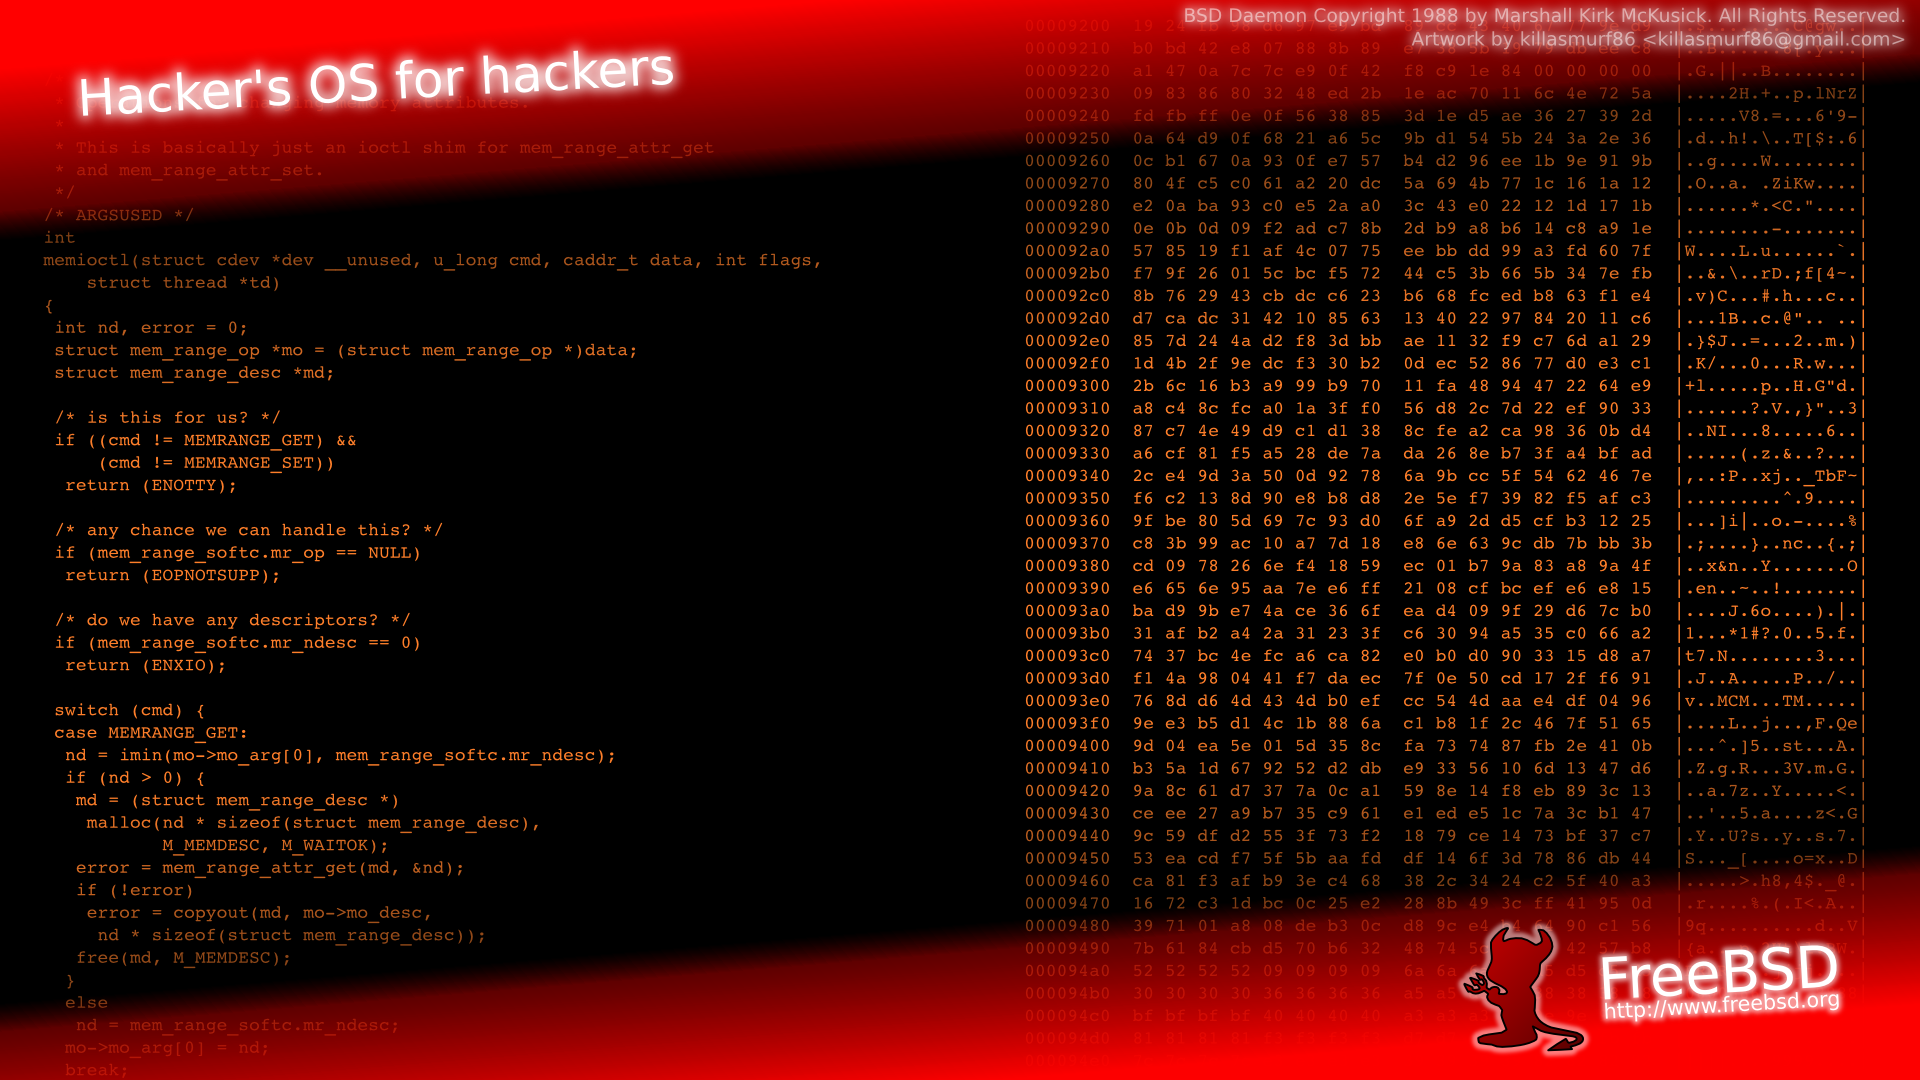 BSD Daemon Copyright 1988 by Marshall Kirk McKusick. All Rights Reserved.
Artwork by killasmurf86 <killasmurf86@gmail.com>
Hacker's OS for hackers
* This is basically just an ioctl shim for mem_range_attr_get
* and mem_range_attr_set.
*/
/* ARGSUSED */
int
memioctl(struct cdev *dev __unused, u_long cmd, caddr_t data, int flags,
struct thread *td)
{
int nd, error = 0;
struct mem_range_op *mo = (struct mem_range_op *)data;
struct mem_range_desc *md;
/* is this for us? */
if ((cmd != MEMRANGE_GET) &&
(cmd != MEMRANGE_SET))
return (ENOTTY);
/* any chance we can handle this? */
if (mem_range_softc.mr_op == NULL)
return (EOPNOTSUPP);
/* do we have any descriptors? */
if (mem_range_softc.mr_ndesc == 0)
return (ENXIO);
switch (cmd) {
case MEMRANGE_GET:
nd = imin(mo->mo_arg[0], mem_range_softc.mr_ndesc);
if (nd > 0) {
md = (struct mem_range_desc *)
malloc(nd * sizeof(struct mem_range_desc),
M_MEMDESC, M_WAITOK);
error = mem_range_attr_get(md, &nd);
if (!error)
error = copyout(md, mo->mo_desc,
nd * sizeof(struct mem_range_desc));
free(md, M_MEMDESC);
}
else
nd = mem_range_softc.mr_ndesc;
mo->mo_arg[0] = nd;
break;
00009210 b0 bd 42 e8 07 88 8b 89
00009220 a1 47 0a 7c 7c e9 0f 42 f8 c9 1e 84 00 00 00 00 |.G.||..B........|
00009230 09 83 86 80 32 48 ed 2b 1e ac 70 11 6c 4e 72 5a |....2H.+..p.lNrZ|
00009240 fd fb ff 0e 0f 56 38 85 3d 1e d5 ae 36 27 39 2d |.....V8.=...6'9-|
00009250 0a 64 d9 0f 68 21 a6 5c 9b d1 54 5b 24 3a 2e 36 |.d..h!.\..T[$:.6|
00009260 0c b1 67 0a 93 0f e7 57 b4 d2 96 ee 1b 9e 91 9b |..g....W........|
00009270 80 4f c5 c0 61 a2 20 dc 5a 69 4b 77 1c 16 1a 12 |.O..a. .ZiKw....|
00009280 e2 0a ba 93 c0 e5 2a a0 3c 43 e0 22 12 1d 17 1b |......*.<C."....|
00009290 0e 0b 0d 09 f2 ad c7 8b 2d b9 a8 b6 14 c8 a9 1e |........-.......|
000092a0 57 85 19 f1 af 4c 07 75 ee bb dd 99 a3 fd 60 7f |W....L.u......`.|
000092b0 f7 9f 26 01 5c bc f5 72 44 c5 3b 66 5b 34 7e fb |..&.\..rD.;f[4~.|
000092c0 8b 76 29 43 cb dc c6 23 b6 68 fc ed b8 63 f1 e4 |.v)C...#.h...c..|
000092d0 d7 ca dc 31 42 10 85 63 13 40 22 97 84 20 11 c6 |...1B..c.@".. ..|
000092e0 85 7d 24 4a d2 f8 3d bb ae 11 32 f9 c7 6d a1 29 |.}$J..=...2..m.)|
000092f0 1d 4b 2f 9e dc f3 30 b2 0d ec 52 86 77 d0 e3 c1 |.K/...0...R.w...|
00009300 2b 6c 16 b3 a9 99 b9 70 11 fa 48 94 47 22 64 e9 |+l.....p..H.G"d.|
00009310 a8 c4 8c fc a0 1a 3f f0 56 d8 2c 7d 22 ef 90 33 |......?.V.,}"..3|
00009320 87 c7 4e 49 d9 c1 d1 38 8c fe a2 ca 98 36 0b d4 |..NI...8.....6..|
00009330 a6 cf 81 f5 a5 28 de 7a da 26 8e b7 3f a4 bf ad |.....(.z.&..?...|
00009340 2c e4 9d 3a 50 0d 92 78 6a 9b cc 5f 54 62 46 7e |,..:P..xj.._TbF~|
00009350 f6 c2 13 8d 90 e8 b8 d8 2e 5e f7 39 82 f5 af c3 |.........^.9....|
00009360 9f be 80 5d 69 7c 93 d0 6f a9 2d d5 cf b3 12 25 |...]i|..o.-....%|
00009370 c8 3b 99 ac 10 a7 7d 18 e8 6e 63 9c db 7b bb 3b |.;....}..nc..{.;|
00009380 cd 09 78 26 6e f4 18 59 ec 01 b7 9a 83 a8 9a 4f |..x&n..Y.......O|
00009390 e6 65 6e 95 aa 7e e6 ff 21 08 cf bc ef e6 e8 15 |.en..~..!.......|
000093a0 ba d9 9b e7 4a ce 36 6f ea d4 09 9f 29 d6 7c b0 |....J.6o....).|.|
000093b0 31 af b2 a4 2a 31 23 3f c6 30 94 a5 35 c0 66 a2 |1...*1#?.0..5.f.|
000093c0 74 37 bc 4e fc a6 ca 82 e0 b0 d0 90 33 15 d8 a7 |t7.N........3...|
000093d0 f1 4a 98 04 41 f7 da ec 7f 0e 50 cd 17 2f f6 91 |.J..A.....P../..|
000093e0 76 8d d6 4d 43 4d b0 ef cc 54 4d aa e4 df 04 96 |v..MCM...TM.....|
000093f0 9e e3 b5 d1 4c 1b 88 6a c1 b8 1f 2c 46 7f 51 65 |....L..j...,F.Qe|
00009400 9d 04 ea 5e 01 5d 35 8c fa 73 74 87 fb 2e 41 0b |...^.]5..st...A.|
00009410 b3 5a 1d 67 92 52 d2 db e9 33 56 10 6d 13 47 d6 |.Z.g.R...3V.m.G.|
00009420 9a 8c 61 d7 37 7a 0c a1 59 8e 14 f8 eb 89 3c 13 |..a.7z..Y.....<.|
00009430 ce ee 27 a9 b7 35 c9 61 e1 ed e5 1c 7a 3c b1 47 |..'..5.a....z<.G|
00009440 9c 59 df d2 55 3f 73 f2 18 79 ce 14 73 bf 37 c7 |.Y..U?s..y..s.7.|
00009450 53 ea cd f7 5f 5b aa fd df 14 6f 3d 78 86 db 44 |S..._[....o=x..D|
00009460 ca 81 f3 af b9 3e c4 68 38 2c 34 24 c2 5f 40 a3 |.....>.h8,4$._@.|
00009470 16 72 c3 1d bc 0c 25 e2 28 8b 49 3c ff 41 95 0d |.r....%.(.I<.A..|
00009480 39 71 01 a8 08 de b3 0c d8 9c 90 c1 56 |9q..........d..V
00009490 7b 61 84 cb d5 70 b6 32 48 74 42 57 b8
000094a0 52 52 52 52 09 09 09 09 6a 6a
000094b0 30 30 30 30 36 36 36 36 a5 a5
000094c0 bf bf bf bf 40 40 40 40
FreeBSD
http://www.freebsd.org